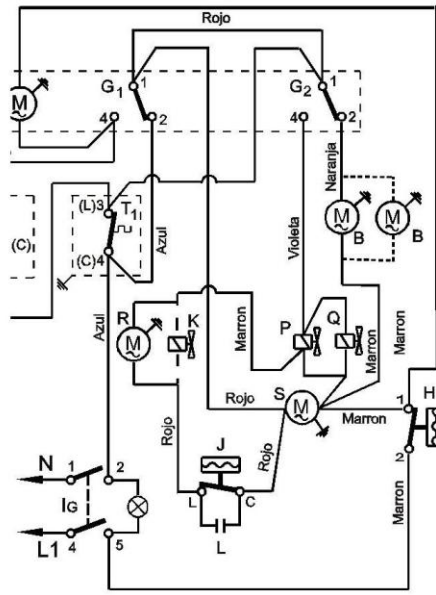 Rojo
M
G1
1
4
2
G2
1
4
2
(L)3
T1
(C)
(C)4
Azul
Azul
Violeta
Naranja
M
B
M
B
R
M
K
Marron
P
Q
Marron
Marron
Rojo
S
M
Marron
1
H
2
Rojo
J
Rojo
L
C
L
Marron
N
1
2
IG
L1
4
5